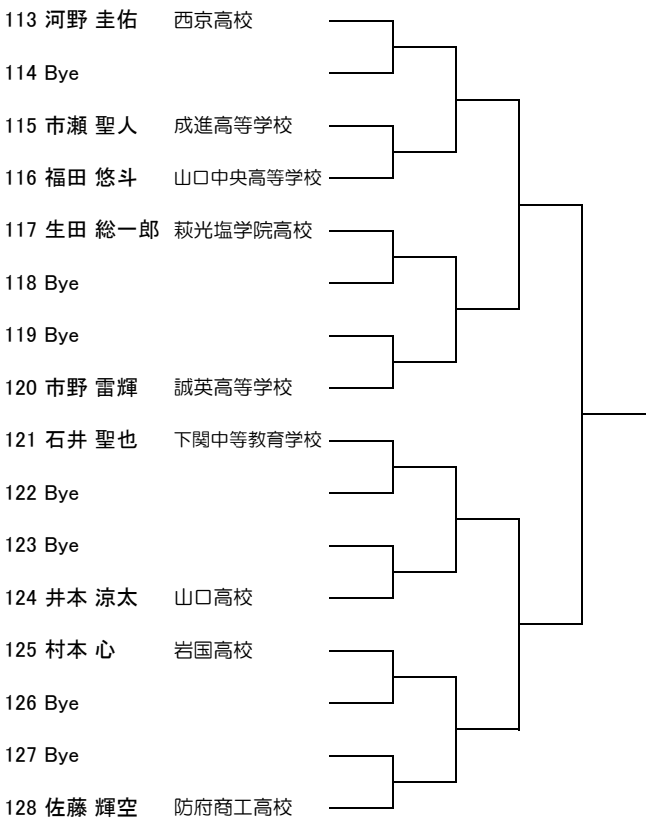 113 河野 圭佑 西京高校
114 Bye
115 市瀬 聖人 成進高等学校
116 福田 悠斗 山口中央高等学校
117 生田 総一郎 萩光塩学院高校
118 Bye
119 Bye
120 市野 雷輝 誠英高等学校
121 石井 聖也 下関中等教育学校
122 Bye
123 Bye
124 井本 涼太 山口高校
125 村本 心 岩国高校
126 Bye
127 Bye
128 佐藤 輝空 防府商工高校